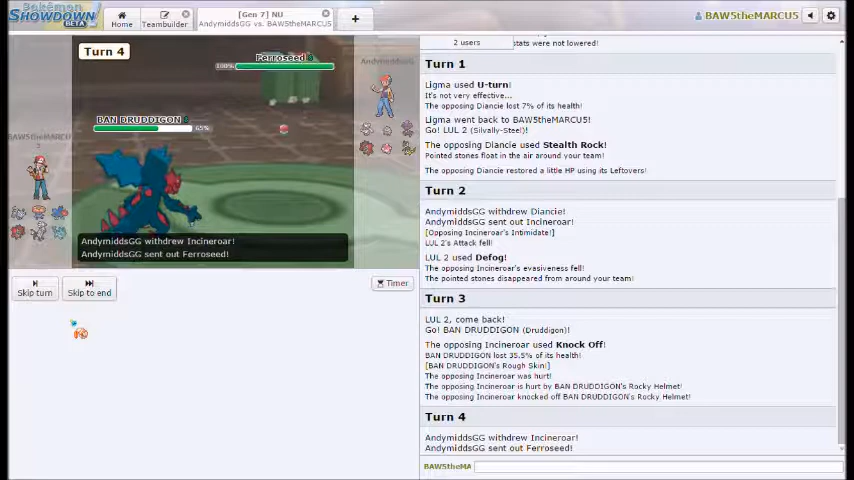 Pokémon
SHOWDOWN
BETA
Home
Teambuilder
[Gen 7] NU
AndymiddsGG vs. BAW5theMARCUS
+
BAW5theMARCUS
Turn 4
Ferroseed
100%
BAN DRUDDIGON
65%
AndymiddsGG
BAW5theMARCU
S
AndymiddsGG withdrew Incineroar!
AndymiddsGG sent out Ferroseed!
Skip turn
Skip to end
Timer
2 users
stats were not lowered!
Turn 1
Ligma used U-turn!
It's not very effective...
The opposing Diancie lost 7% of its health!
Ligma went back to BAW5theMARCUS!
Go! LUL 2 (Silvally-Steel)!
The opposing Diancie used Stealth Rock!
Pointed stones float in the air around your team!
The opposing Diancie restored a little HP using its Leftovers!
Turn 2
AndymiddsGG withdrew Diancie!
AndymiddsGG sent out Incineroar!
[Opposing Incineroar's Intimidate!]
LUL 2's Attack fell!
LUL 2 used Defog!
The opposing Incineroar's evasiveness fell!
The pointed stones disappeared from around your team!
Turn 3
LUL 2, come back!
Go! BAN DRUDDIGON (Druddigon)!
The opposing Incineroar used Knock Off!
BAN DRUDDIGON lost 35.5% of its health!
[BAN DRUDDIGON's Rough Skin!]
The opposing Incineroar was hurt!
The opposing Incineroar is hurt by BAN DRUDDIGON's Rocky Helmet!
The opposing Incineroar knocked off BAN DRUDDIGON's Rocky Helmet!
Turn 4
AndymiddsGG withdrew Incineroar!
AndymiddsGG sent out Ferroseed!
BAW5theMA